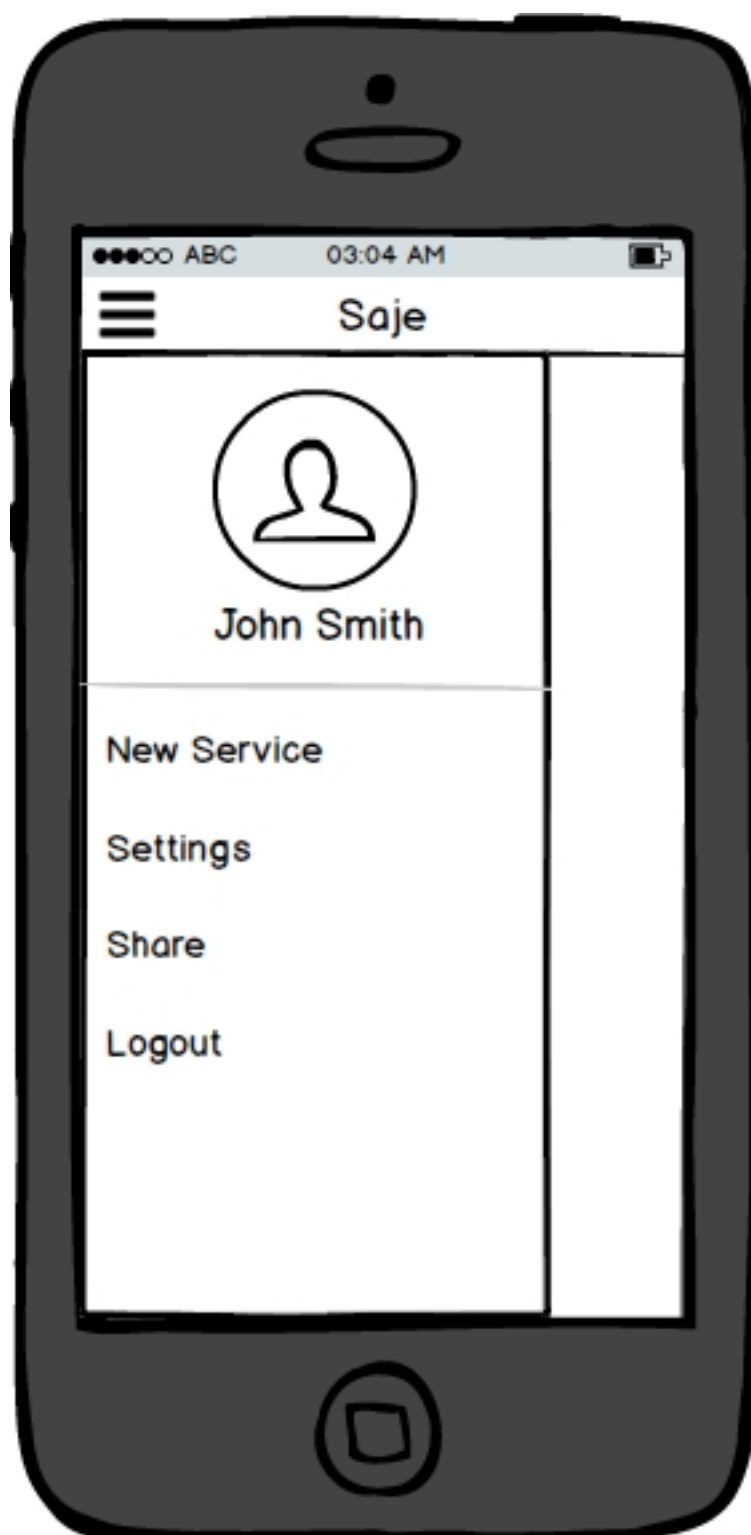 ABC 03:04 AM
Saje
John Smith
New Service
Settings
Share
Logout